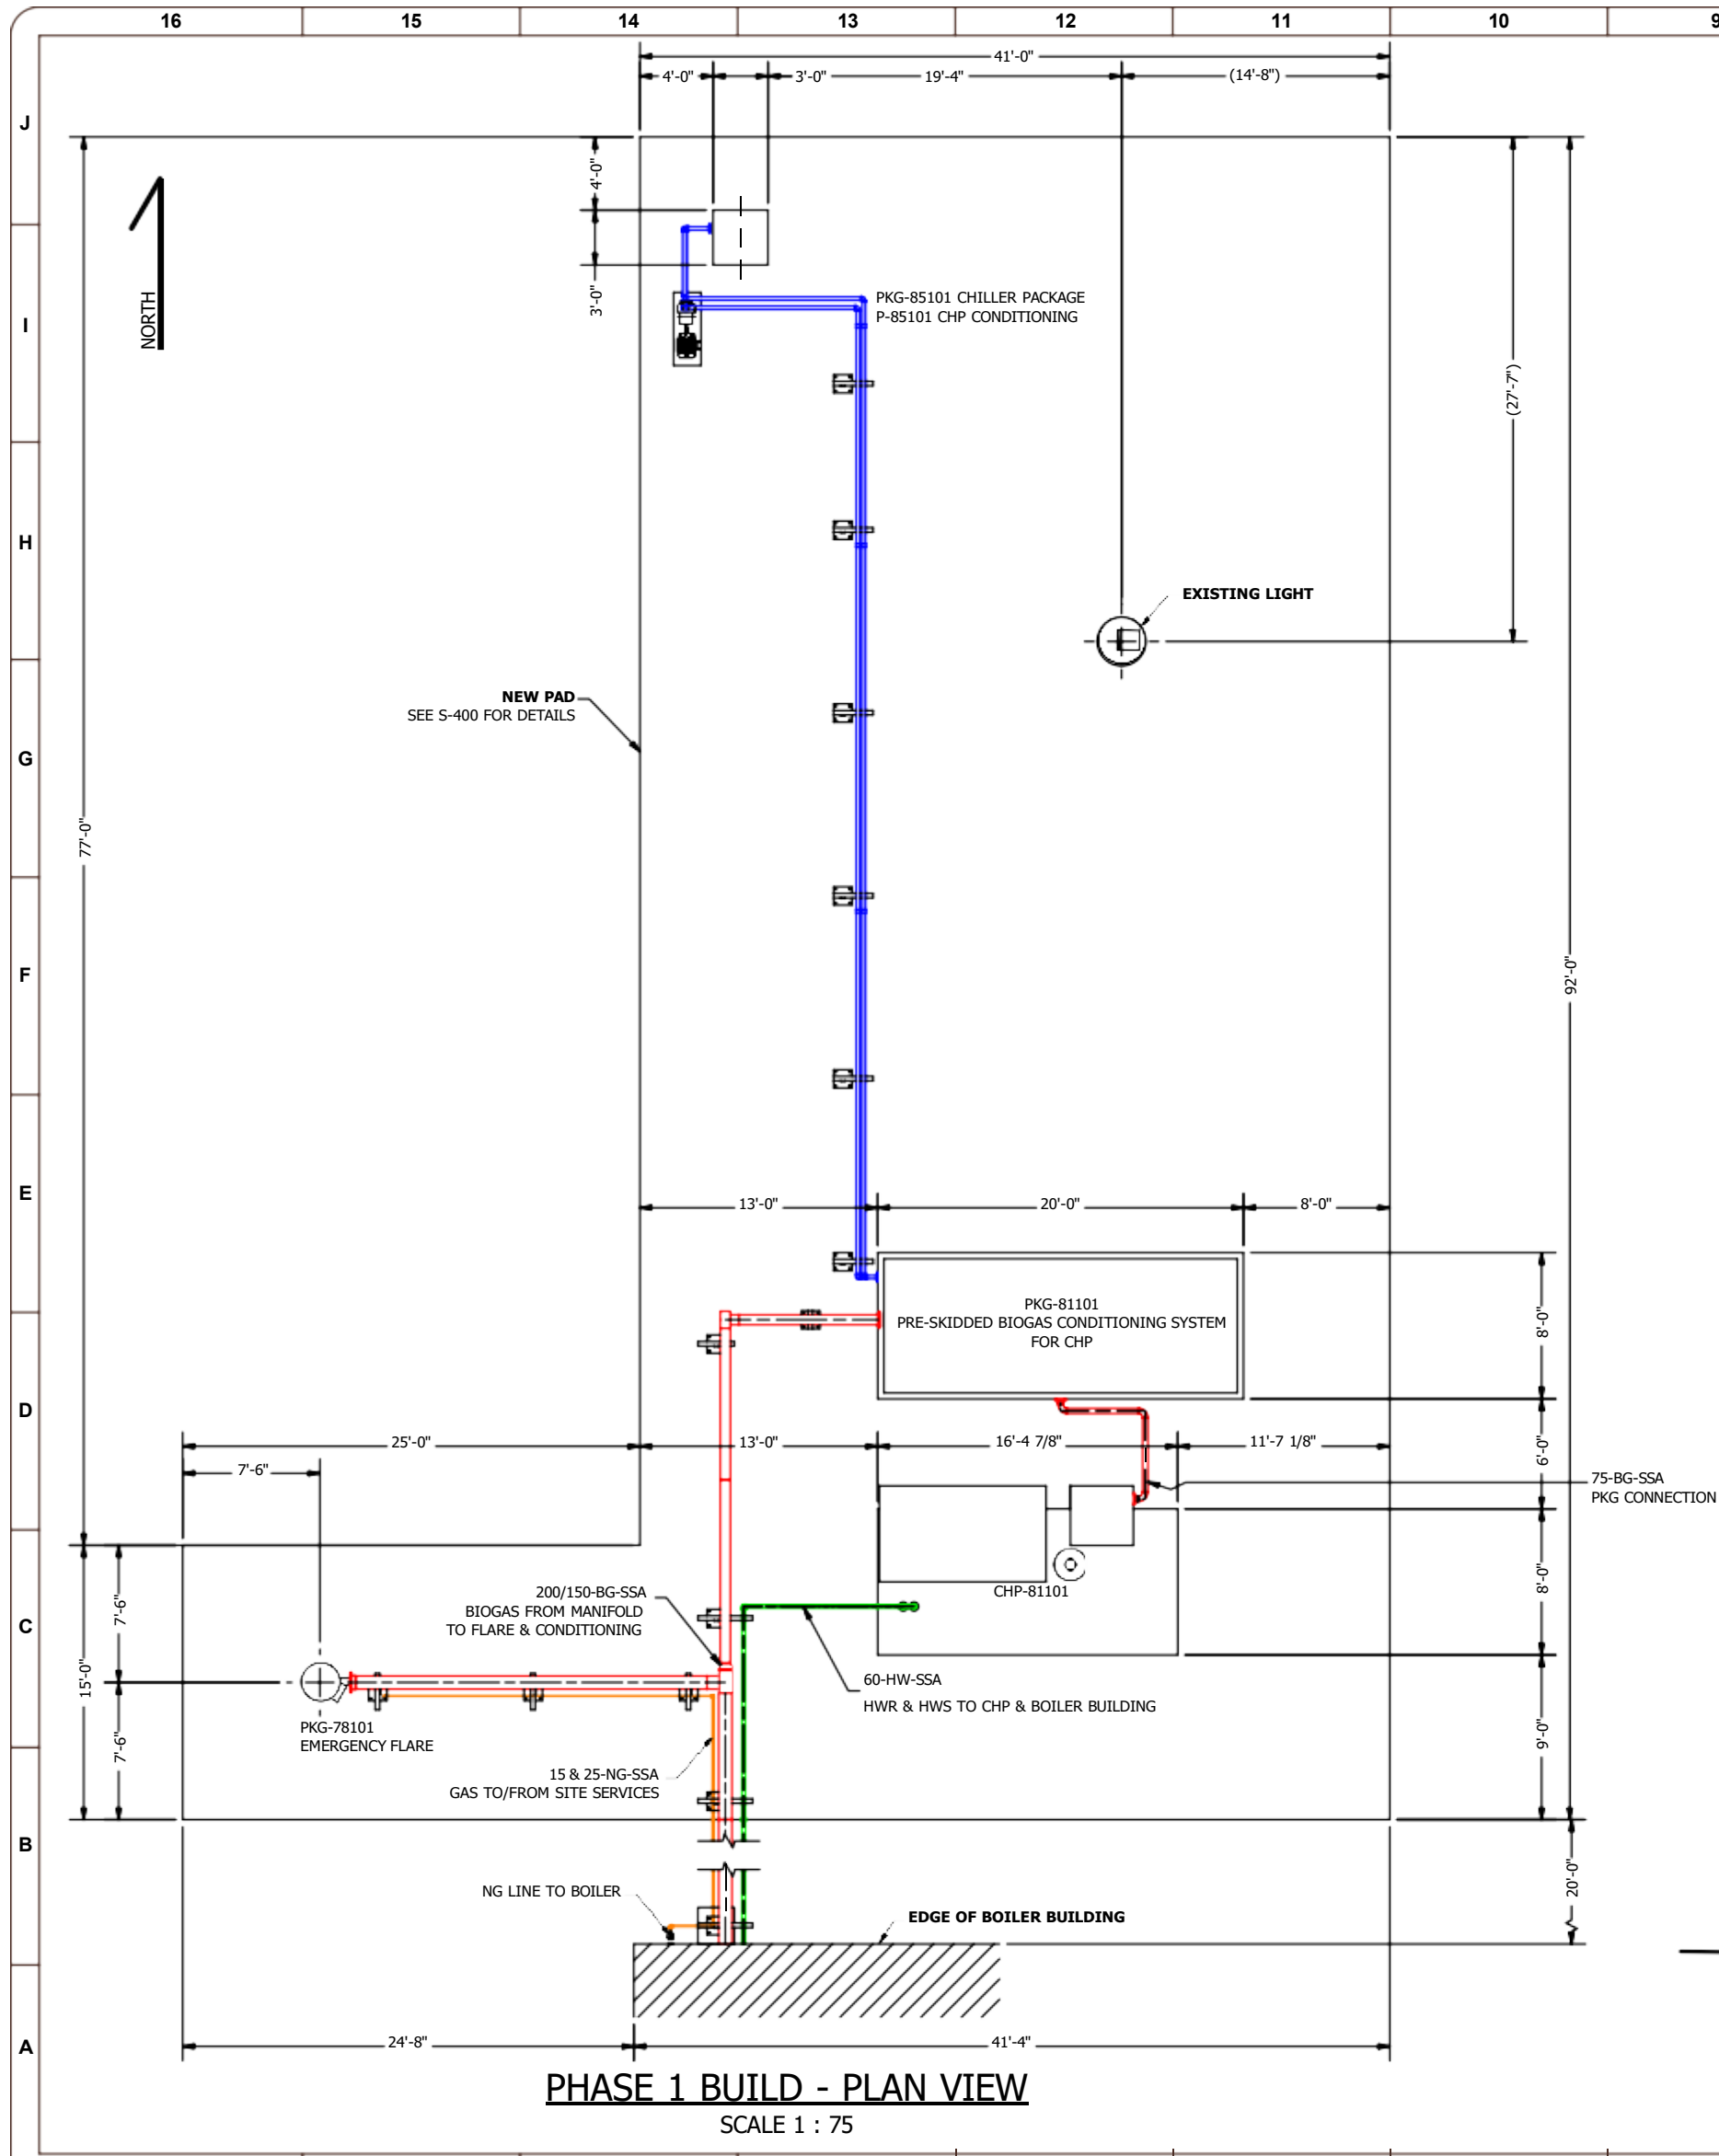 16 15 14 13 12 11 10 9
41'-0"
4'-0" 3'-0" 19'-4" (14'-8")
J
4'-0"
3'-0"
NORTH
I
PKG-85101 CHILLER PACKAGE
P-85101 CHP CONDITIONING
(27'-7")
H
EXISTING LIGHT
NEW PAD
SEE S-400 FOR DETAILS
G
77'-0"
F
92'-0"
E
13'-0" 20'-0" 8'-0"
PKG-81101
PRE-SKIDDED BIOGAS CONDITIONING SYSTEM
FOR CHP
8'-0"
D
25'-0" 13'-0" 16'-4 7/8" 11'-7 1/8"
6'-0"
7'-6"
75-BG-SSA
PKG CONNECTION
200/150-BG-SSA
BIOGAS FROM MANIFOLD
TO FLARE & CONDITIONING
CHP-81101
8'-0"
C
7'-6"
15'-0"
60-HW-SSA
HWR & HWS TO CHP & BOILER BUILDING
PKG-78101
EMERGENCY FLARE
7'-6"
9'-0"
15 & 25-NG-SSA
GAS TO/FROM SITE SERVICES
B
NG LINE TO BOILER
EDGE OF BOILER BUILDING
20'-0"
A
24'-8" 41'-4"
PHASE 1 BUILD - PLAN VIEW
SCALE 1 : 75